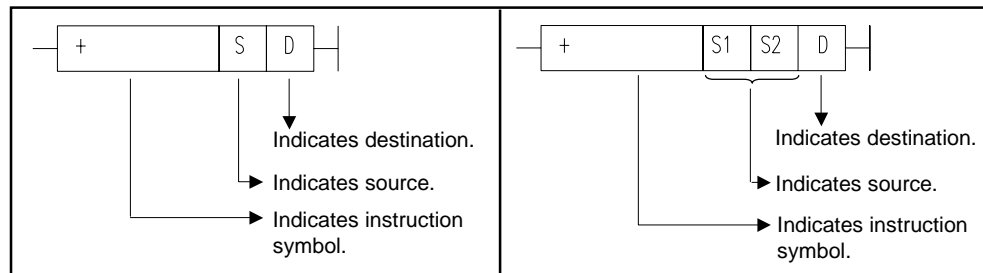 + S D
Indicates destination.
Indicates source.
Indicates instruction
symbol.
+ S1 S2 D
Indicates destination.
Indicates source.
Indicates instruction
symbol.